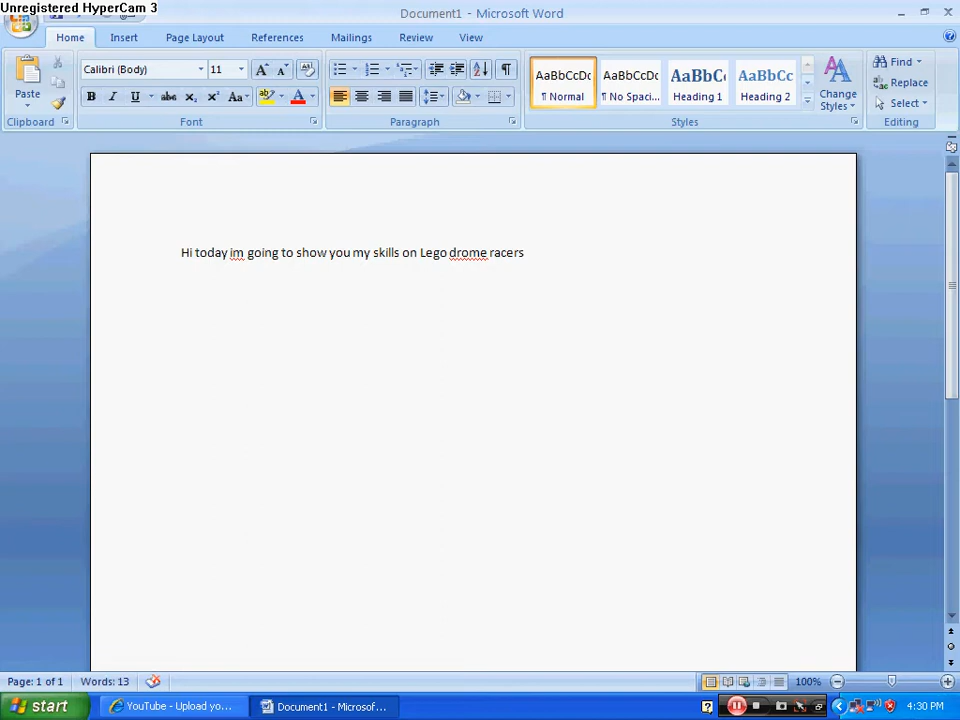 Unregistered HyperCam 3
Document1 - Microsoft Word
Home Insert Page Layout References Mailings Review View
Paste
Calibri (Body) 11
AaBbCcDc AaBbCcDc AaBbC AaBbCc
¶ Normal ¶ No Spaci... Heading 1 Heading 2
Change Styles
Find
Replace
Select
Clipboard Font Paragraph Styles Editing
Hi today im going to show you my skills on Lego drome racers
Page: 1 of 1 Words: 13 100%
start YouTube - Upload yo... Document1 - Microsof... 4:30 PM